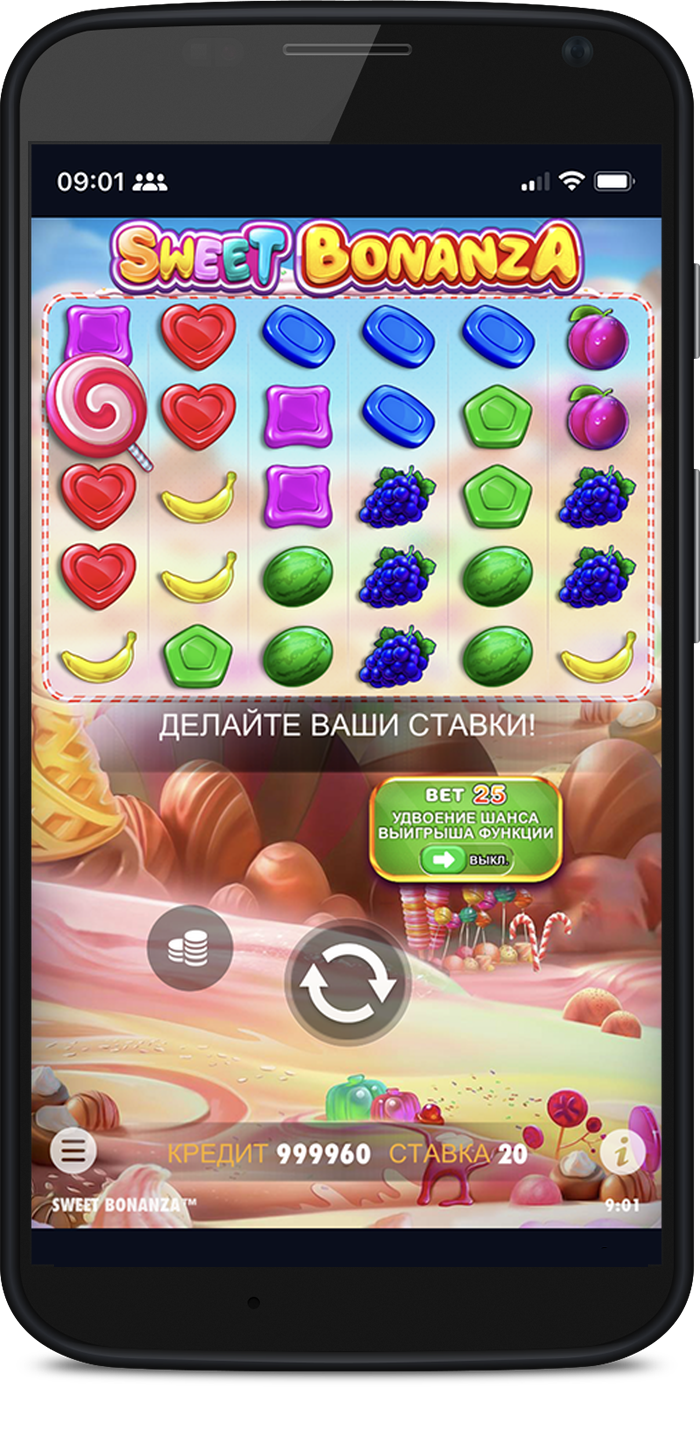 09:01
SWEET BONANZA
ДЕЛАЙТЕ ВАШИ СТАВКИ!
BET 25
УДВОЕНИЕ ШАНСА
ВЫИГРЫША ФУНКЦИИ
ВЫКЛ.
КРЕДИТ 999960 СТАВКА 20
SWEET BONANZA™ 9:01